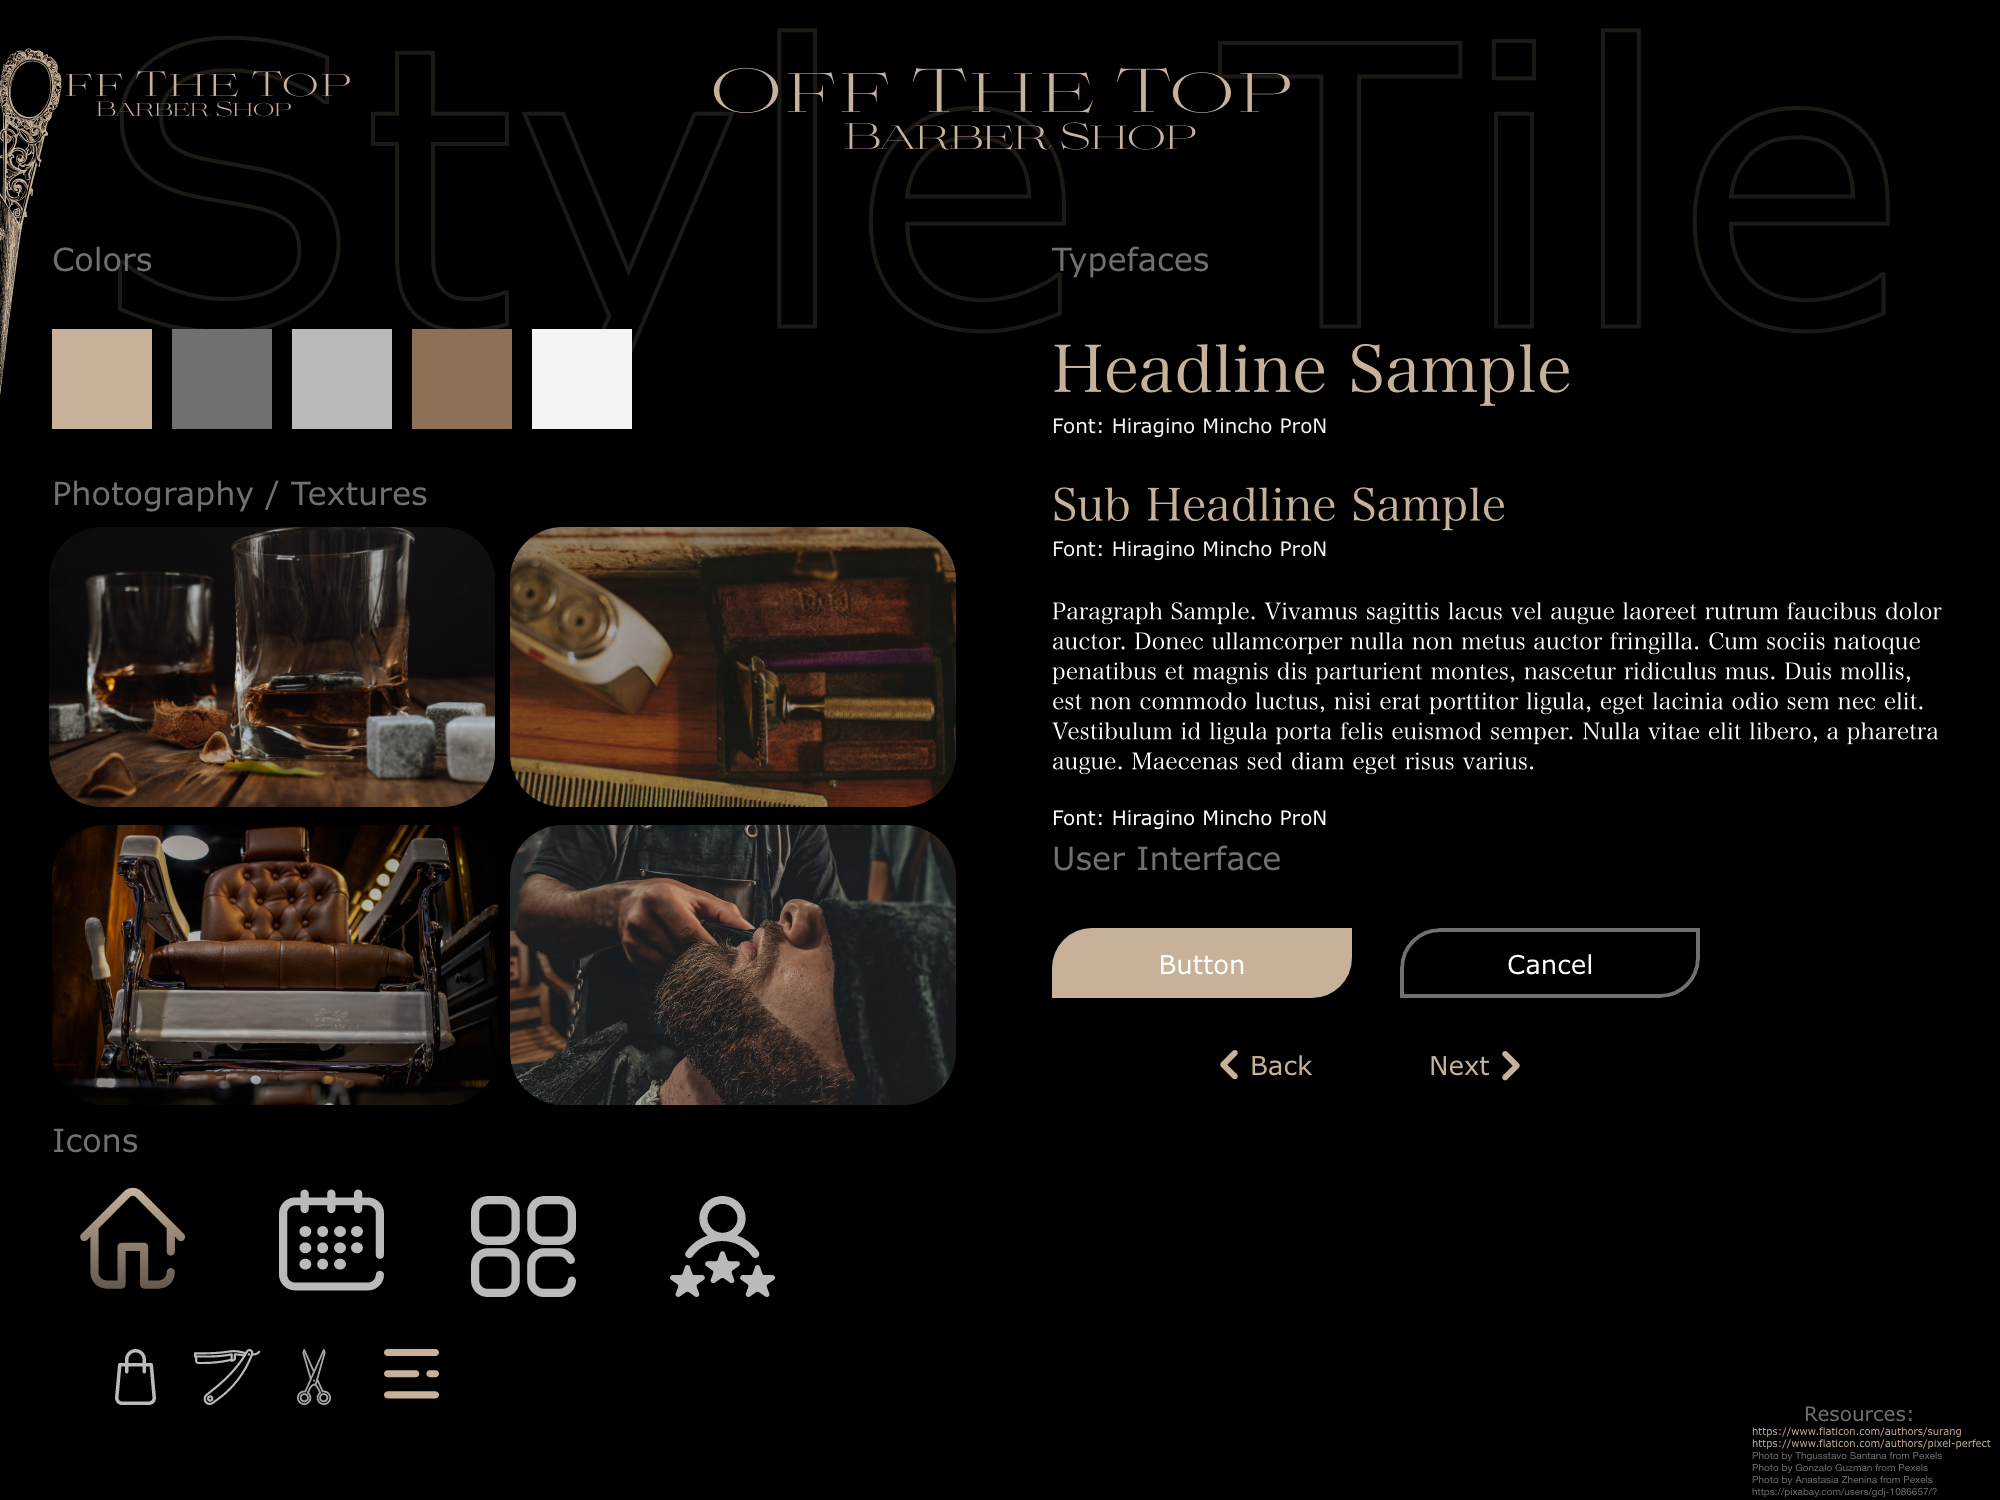 Style Tile
OFF THE TOP
BARBER SHOP
OFF THE TOP
BARBER SHOP
Colors
Photography / Textures
Icons
Typefaces
Headline Sample
Font: Hiragino Mincho ProN
Sub Headline Sample
Font: Hiragino Mincho ProN
Paragraph Sample. Vivamus sagittis lacus vel augue laoreet rutrum faucibus dolor
auctor. Donec ullamcorper nulla non metus auctor fringilla. Cum sociis natoque
penatibus et magnis dis parturient montes, nascetur ridiculus mus. Duis mollis,
est non commodo luctus, nisi erat porttitor ligula, eget lacinia odio sem nec elit.
Vestibulum id ligula porta felis euismod semper. Nulla vitae elit libero, a pharetra
augue. Maecenas sed diam eget risus varius.
Font: Hiragino Mincho ProN
User Interface
Button
Cancel
Back
Next
Resources:
https://www.flaticon.com/authors/surang
https://www.flaticon.com/authors/pixel-perfect
Photo by Thgusstavo Santana from Pexels
Photo by Gonzalo Guzman from Pexels
Photo by Anastasia Zhenina from Pexels
https://pixabay.com/users/gdj-1086657/?